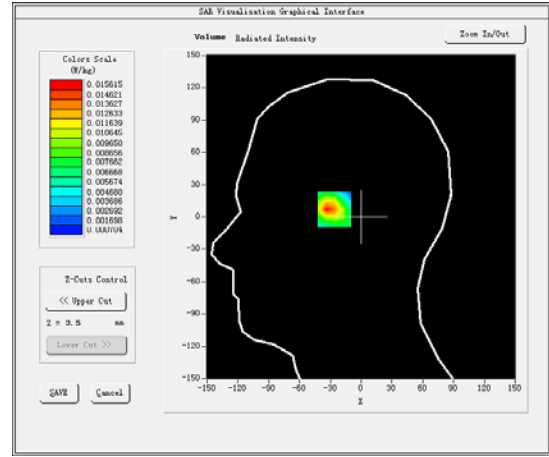 SAR Visualisation Graphical Interface
Colors Scale
(W/kg)
0.015615
0.014621
0.013627
0.012633
0.011639
0.010645
0.009650
0.008656
0.007662
0.006668
0.005674
0.004680
0.003686
0.002692
0.001698
0.000704
Z-Cuts Control
<< Upper Cut
Z = 0.5 mm
Lower Cut >>
SAVE Cancel
Volume Radiated Intensity
Zoom In/Out
150
120
90
60
30
0
-30
-60
-90
-120
-150
Y
-150 -120 -90 -60 -30 0 30 60 90 120 150
X